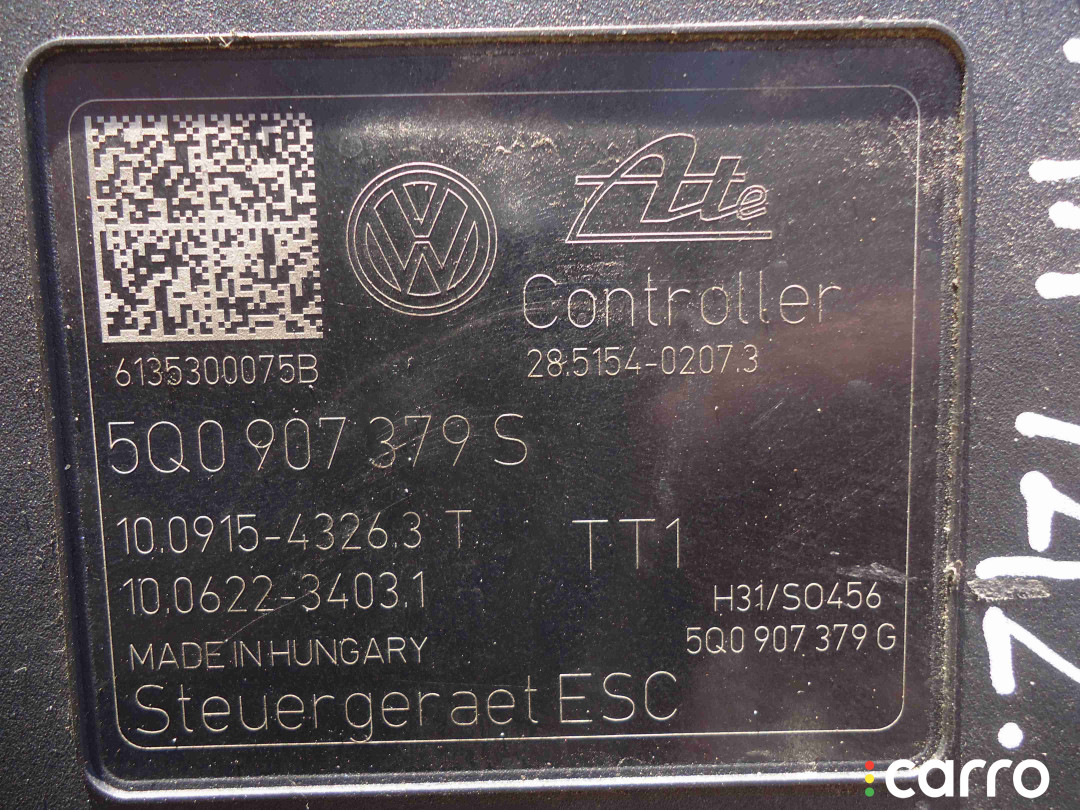 Ate
Controller
28.5154-0207.3
6135300075B
5Q0 907 379 S
10.0915-4326.3 T
TT1
10.0622-3403.1
H31/SO456
5Q0 907 379 G
MADE IN HUNGARY
Steuergeraet ESC
carro